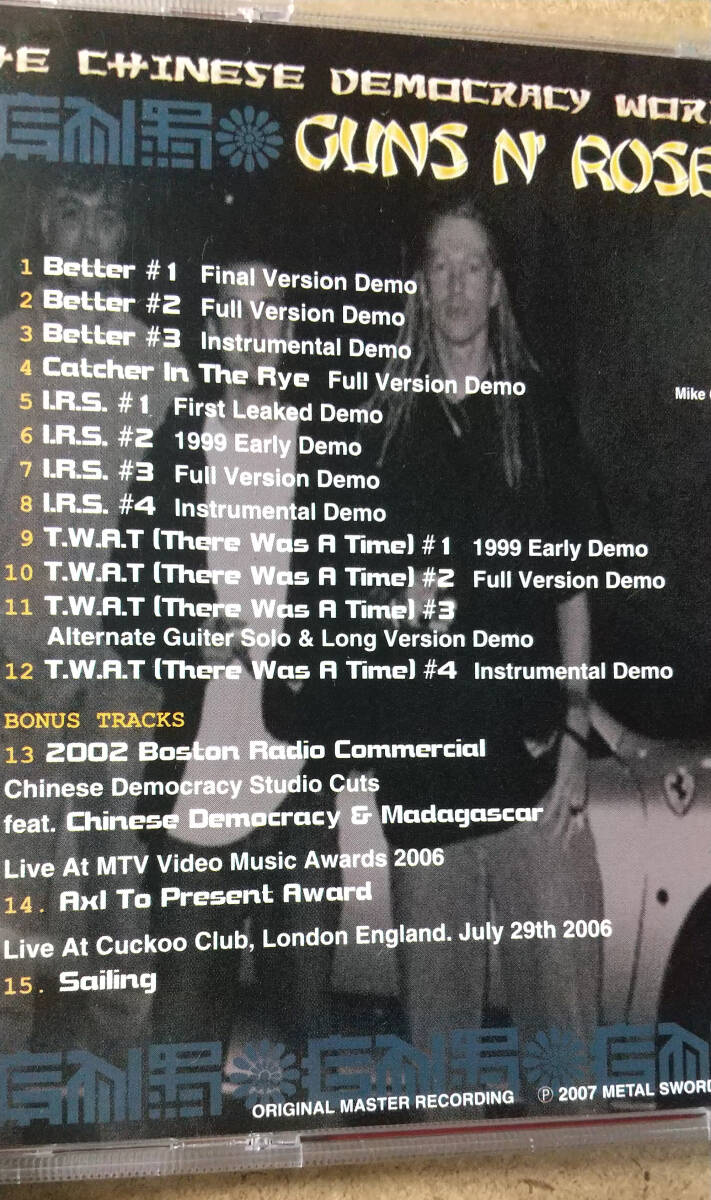 CHINESE DEMOCRACY
GUNS N'
1 Better #1 Final Version Demo
2 Better #2 Full Version Demo
3 Better #3 Instrumental Demo
4 Catcher In The Rye Full Version Demo
Mike
5 I.R.S. #1 First Leaked Demo
6 I.R.S. #2 1999 Early Demo
7 I.R.S. #3 Full Version Demo
8 I.R.S. #4 Instrumental Demo
9 T.W.A.T (There Was A Time) #1 1999 Early Demo
10 T.W.A.T (There Was A Time) #2 Full Version Demo
11 T.W.A.T (There Was A Time) #3
Alternate Guiter Solo & Long Version Demo
12 T.W.A.T (There Was A Time) #4 Instrumental Demo
BONUS TRACKS
13 2002 Boston Radio Commercial
Chinese Democracy Studio Cuts
feat. Chinese Democracy & Madagascar
Live At MTV Video Music Awards 2006
14. Axl To Present Award
Live At Cuckoo Club, London England. July 29th 2006
15. Sailing
ORIGINAL MASTER RECORDING ℗ 2007 METAL SWORD